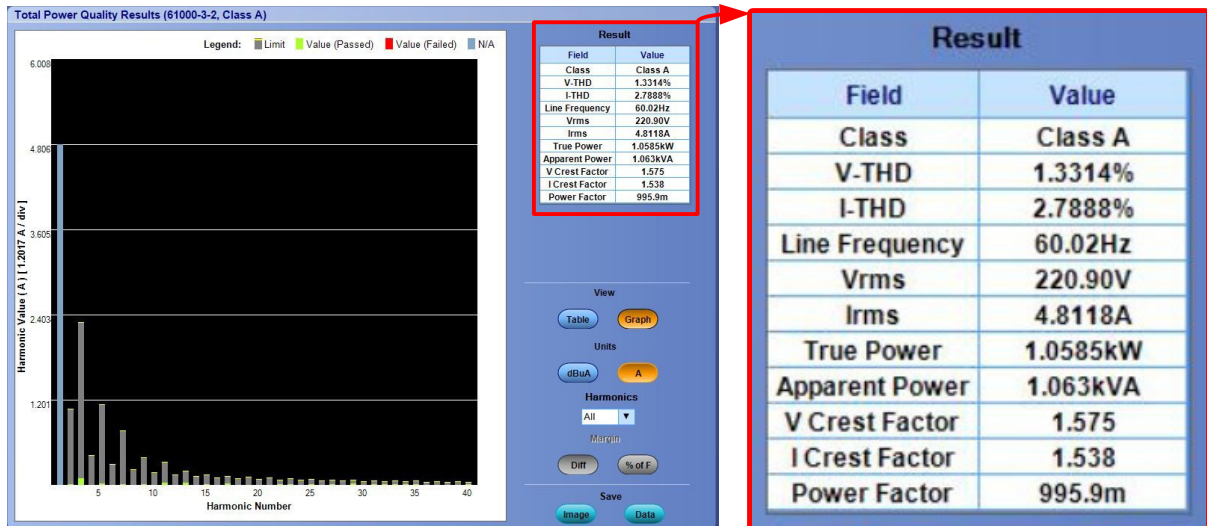 Total Power Quality Results (61000-3-2, Class A)
Legend: Limit Value (Passed) Value (Failed) N/A
Harmonic Value ( A ) [ 1.2017 A / div ]
6.008
4.806
3.605
2.403
1.201
5 10 15 20 25 30 35 40
Harmonic Number
Result
Field Value
Class Class A
V-THD 1.3314%
I-THD 2.7888%
Line Frequency 60.02Hz
Vrms 220.90V
Irms 4.8118A
True Power 1.0585kW
Apparent Power 1.063kVA
V Crest Factor 1.575
I Crest Factor 1.538
Power Factor 995.9m
View
Table Graph
Units
dBuA A
Harmonics
All
Margin
Diff % of F
Save
Image Data
Result
Field Value
Class Class A
V-THD 1.3314%
I-THD 2.7888%
Line Frequency 60.02Hz
Vrms 220.90V
Irms 4.8118A
True Power 1.0585kW
Apparent Power 1.063kVA
V Crest Factor 1.575
I Crest Factor 1.538
Power Factor 995.9m